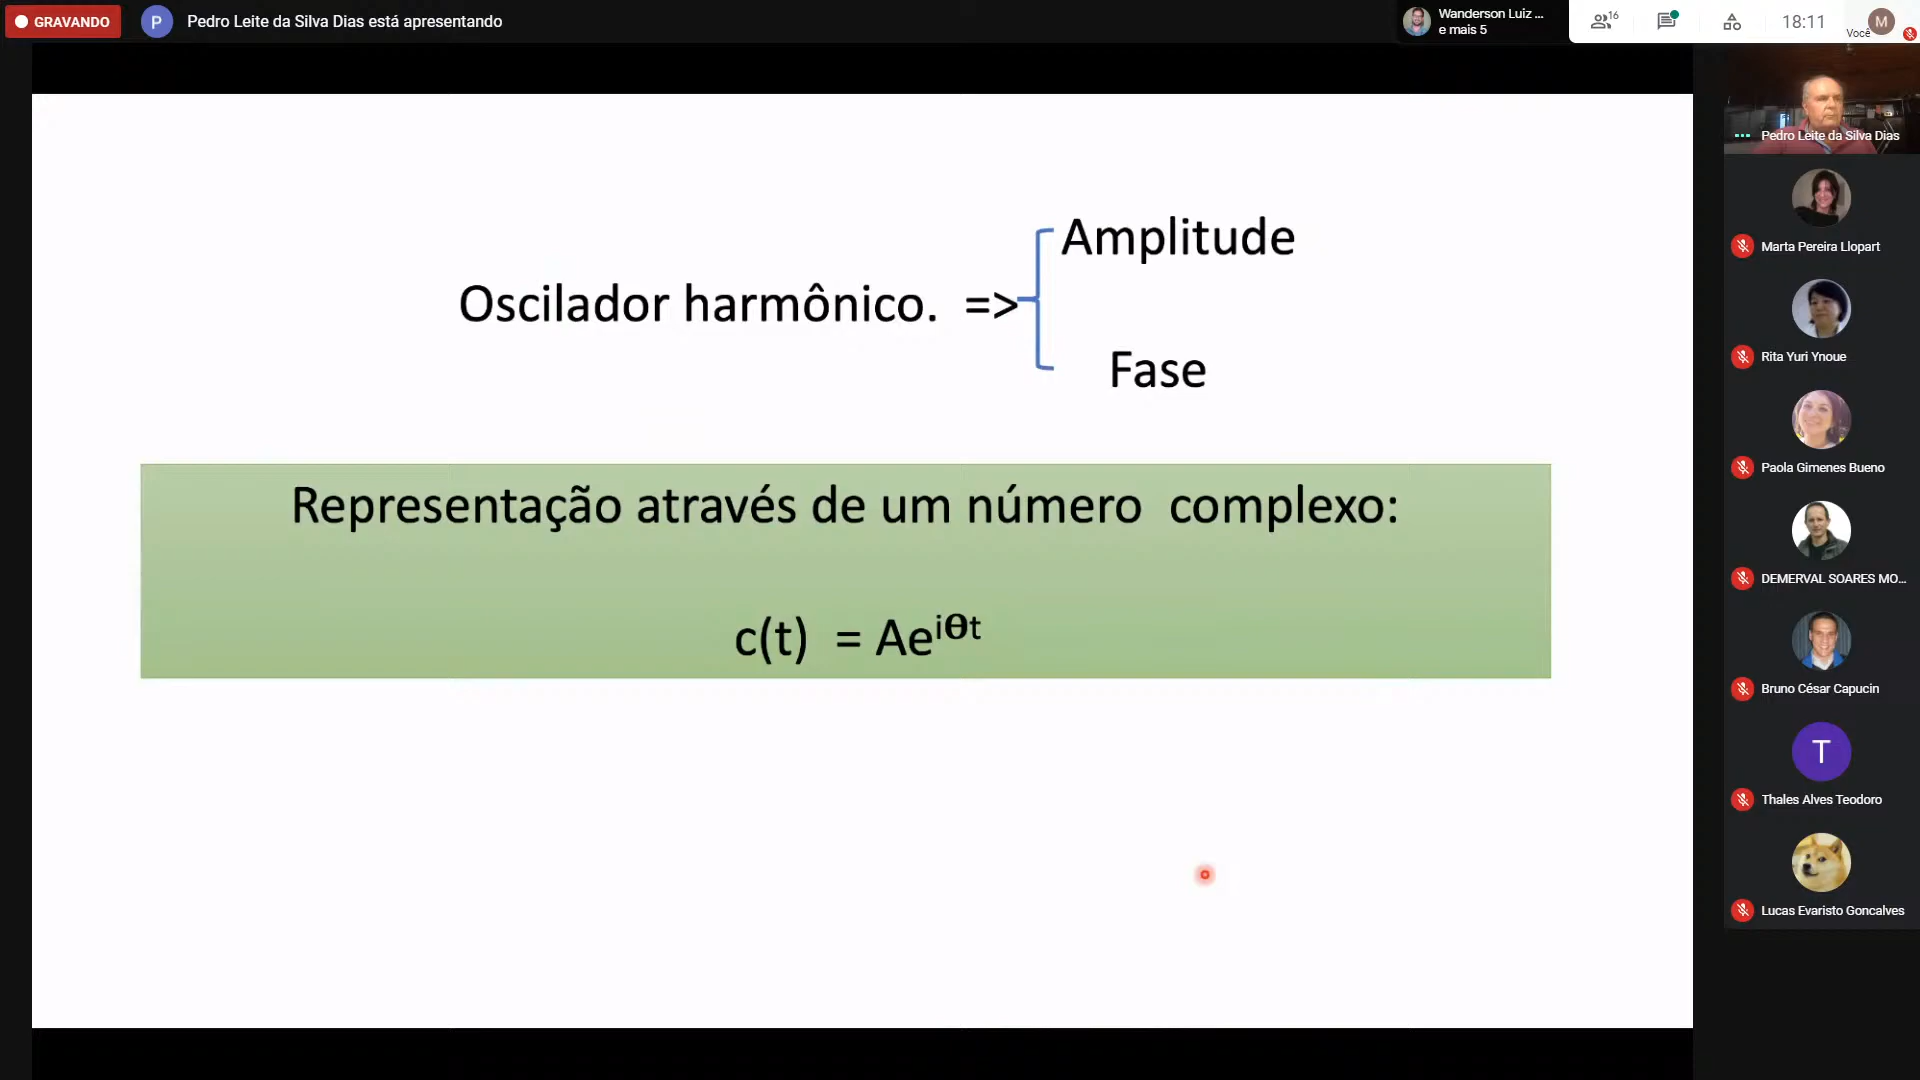 GRAVANDO
P
Pedro Leite da Silva Dias está apresentando
Wanderson Luiz ...
e mais 5
16
18:11
Você
M
Amplitude
Oscilador harmônico. =>
Fase
Representação através de um número complexo:
c(t) = Ae^iθt
Pedro Leite da Silva Dias
Marta Pereira Llopart
Rita Yuri Ynoue
Paola Gimenes Bueno
DEMERVAL SOARES MO...
Bruno César Capucin
T
Thales Alves Teodoro
Lucas Evaristo Goncalves